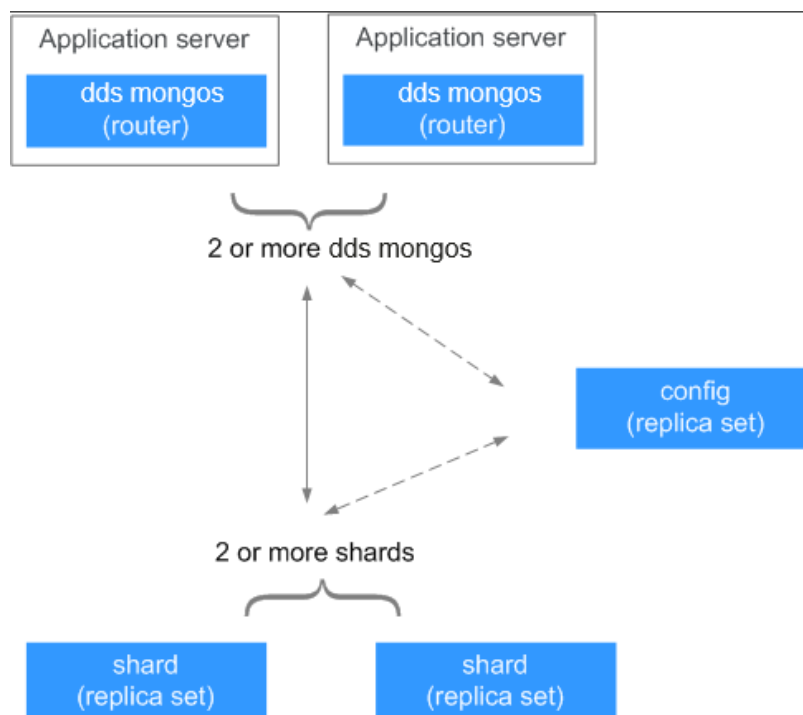 Application server
dds mongos
(router)
Application server
dds mongos
(router)
2 or more dds mongos
config
(replica set)
2 or more shards
shard
(replica set)
shard
(replica set)